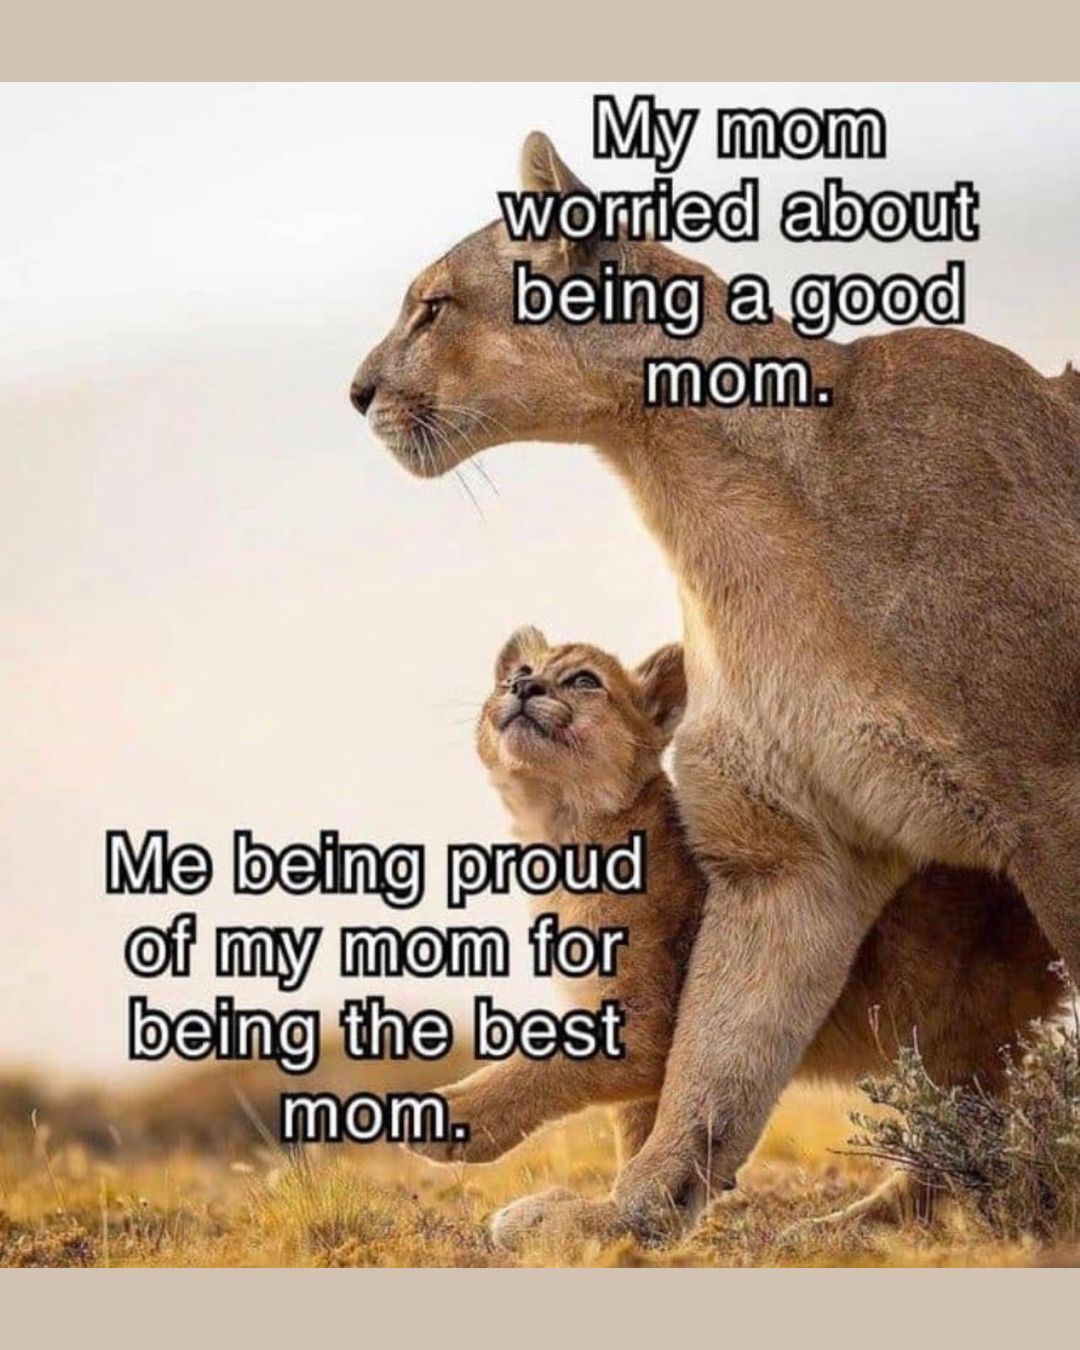 My mom
worried about
being a good
mom.
Me being proud
of my mom for
being the best
mom.